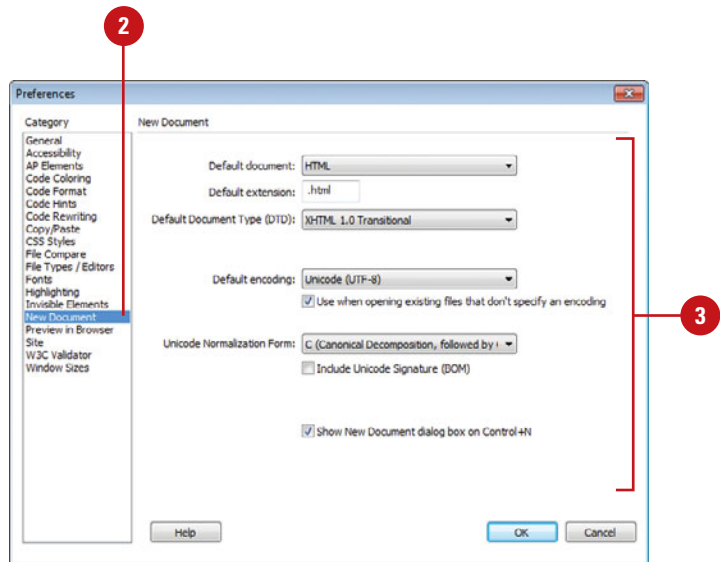 2
Preferences
Category
New Document
General
Accessibility
AP Elements
Code Coloring
Code Format
Code Hints
Code Rewriting
Copy/Paste
CSS Styles
File Compare
File Types / Editors
Fonts
Highlighting
Invisible Elements
New Document
Preview in Browser
Site
W3C Validator
Window Sizes
Default document: HTML
Default extension: .html
Default Document Type (DTD): XHTML 1.0 Transitional
Default encoding: Unicode (UTF-8)
Use when opening existing files that don't specify an encoding
Unicode Normalization Form: C (Canonical Decomposition, followed by
Include Unicode Signature (BOM)
Show New Document dialog box on Control+N
3
Help
OK
Cancel